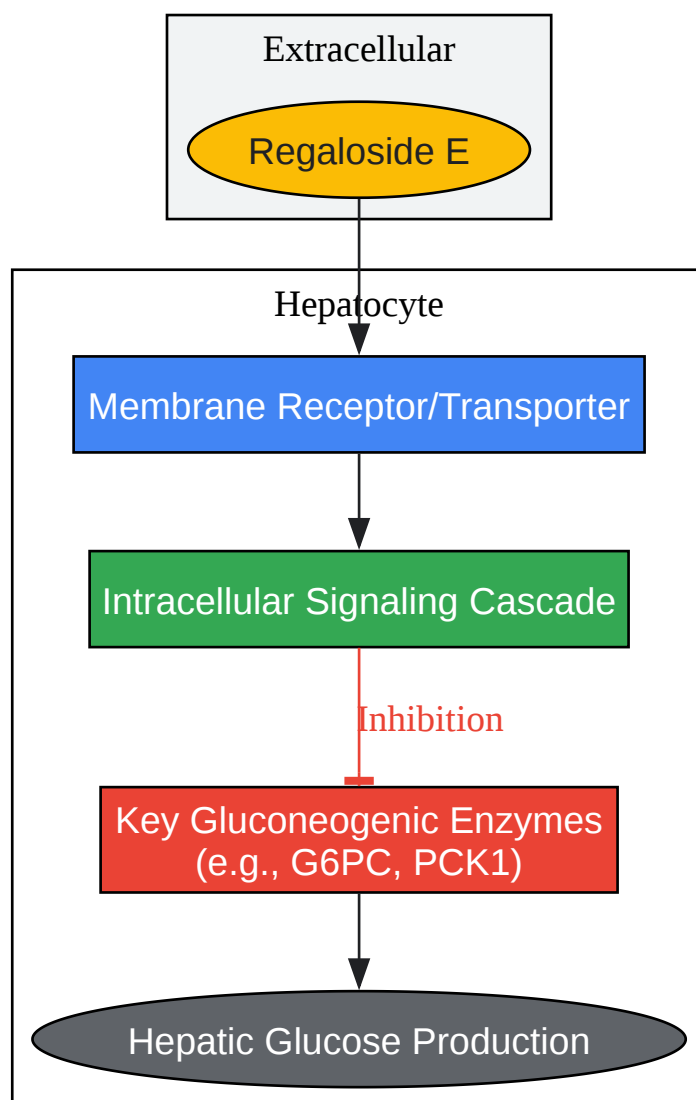 Extracellular
Regaloside E
Hepatocyte
Membrane Receptor/Transporter
Intracellular Signaling Cascade
Inhibition
Key Gluconeogenic Enzymes
(e.g., G6PC, PCK1)
Hepatic Glucose Production